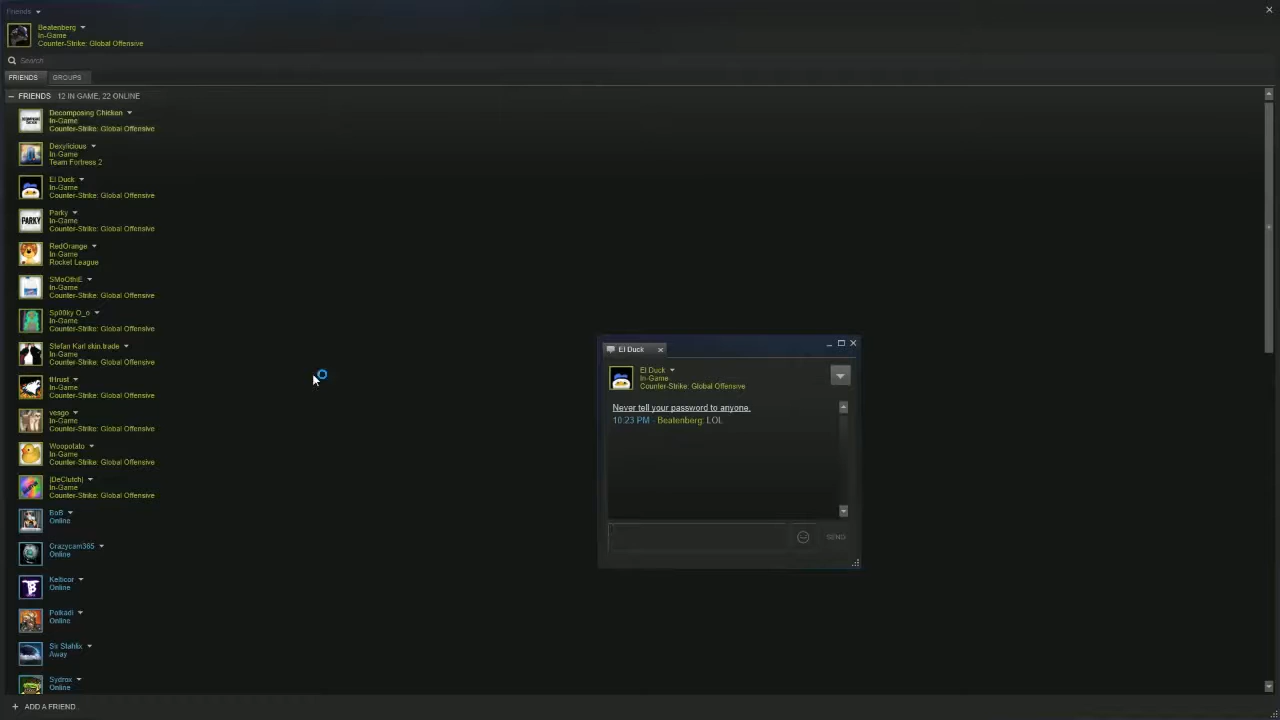 Friends
Beatenberg
In-Game
Counter-Strike: Global Offensive
Search
FRIENDS GROUPS
FRIENDS 12 IN GAME, 22 ONLINE
Decomposing Chicken
In-Game
Counter-Strike: Global Offensive
Dexylicious
In-Game
Team Fortress 2
El Duck
In-Game
Counter-Strike: Global Offensive
PARKY
Parky
In-Game
Counter-Strike: Global Offensive
RedOrange
In-Game
Rocket League
SMoOthiE
In-Game
Counter-Strike: Global Offensive
Sp00ky O_o
In-Game
Counter-Strike: Global Offensive
Stefan Karl skin.trade
In-Game
Counter-Strike: Global Offensive
tHrust
In-Game
Counter-Strike: Global Offensive
vesgo
In-Game
Counter-Strike: Global Offensive
Woopotato
In-Game
Counter-Strike: Global Offensive
(DeClutch)
In-Game
Counter-Strike: Global Offensive
BoB
Online
Crazycam365
Online
Online
Online
Away
Sydrox
Online
+ ADD A FRIEND
El Duck
El Duck
In-Game
Counter-Strike: Global Offensive
Never tell your password to anyone.
10:23 PM - Beatenberg: LOL
SEND